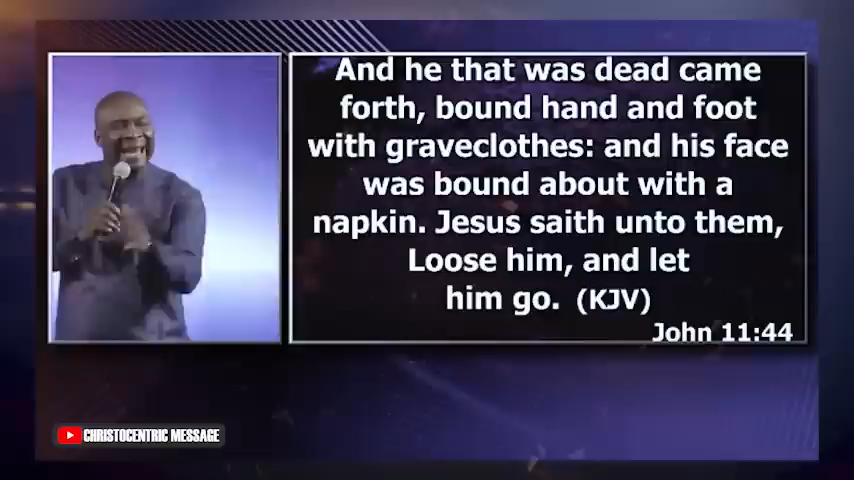 And he that was dead came
forth, bound hand and foot
with graveclothes: and his face
was bound about with a
napkin. Jesus saith unto them,
Loose him, and let
him go. (KJV)
John 11:44
CHRISTOCENTRIC MESSAGE